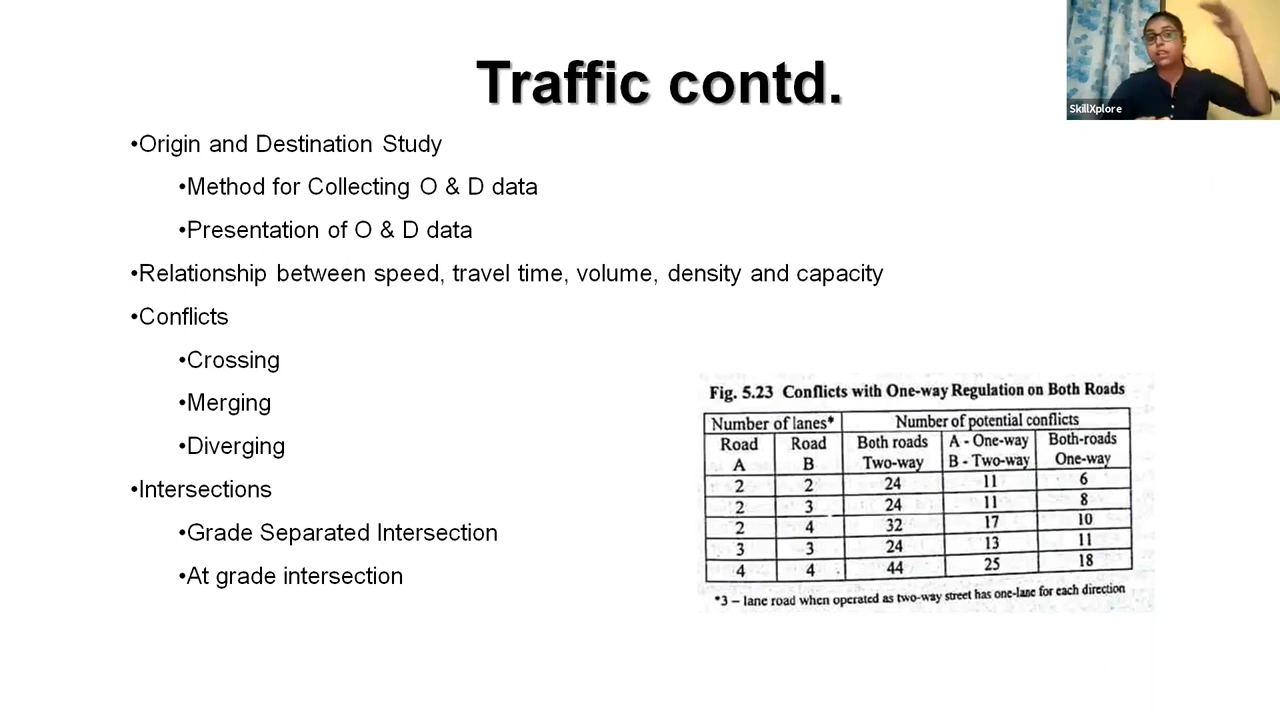 Traffic contd.
SkillXplore
•Origin and Destination Study
•Method for Collecting O & D data
•Presentation of O & D data
•Relationship between speed, travel time, volume, density and capacity
•Conflicts
•Crossing
•Merging
•Diverging
•Intersections
•Grade Separated Intersection
•At grade intersection
Fig. 5.23 Conflicts with One-way Regulation on Both Roads
Number of lanes* Number of potential conflicts
Road Road Both roads A - One-way Both-roads
A B Two-way B - Two-way One-way
2 2 24 11 6
2 3 24 11 8
2 4 32 17 10
3 3 24 13 11
4 4 44 25 18
*3 – lane road when operated as two-way street has one-lane for each direction